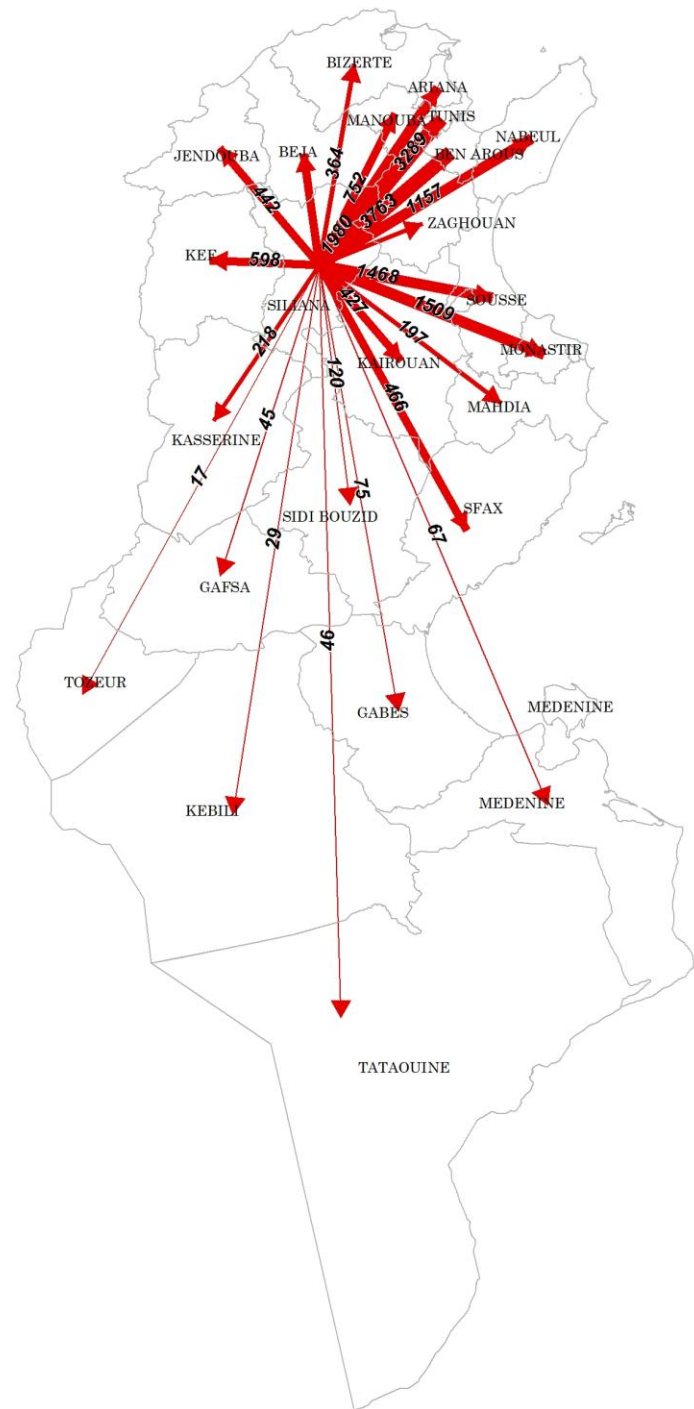 BIZERTE
ARIANA
MANOUBA
TUNIS
NABEUL
JENDOUBA
BEJA
BEN AROUS
364
752
3289
442
1980
3763
1157
ZAGHOUAN
KEF
598
1468
SILIANA
427
SOUSSE
1509
218
197
MONASTIR
120
KAIROUAN
466
MAHDIA
KASSERINE
45
17
75
SFAX
SIDI BOUZID
29
67
GAFSA
46
TOZEUR
GABES
MEDENINE
KEBILI
MEDENINE
TATAOUINE